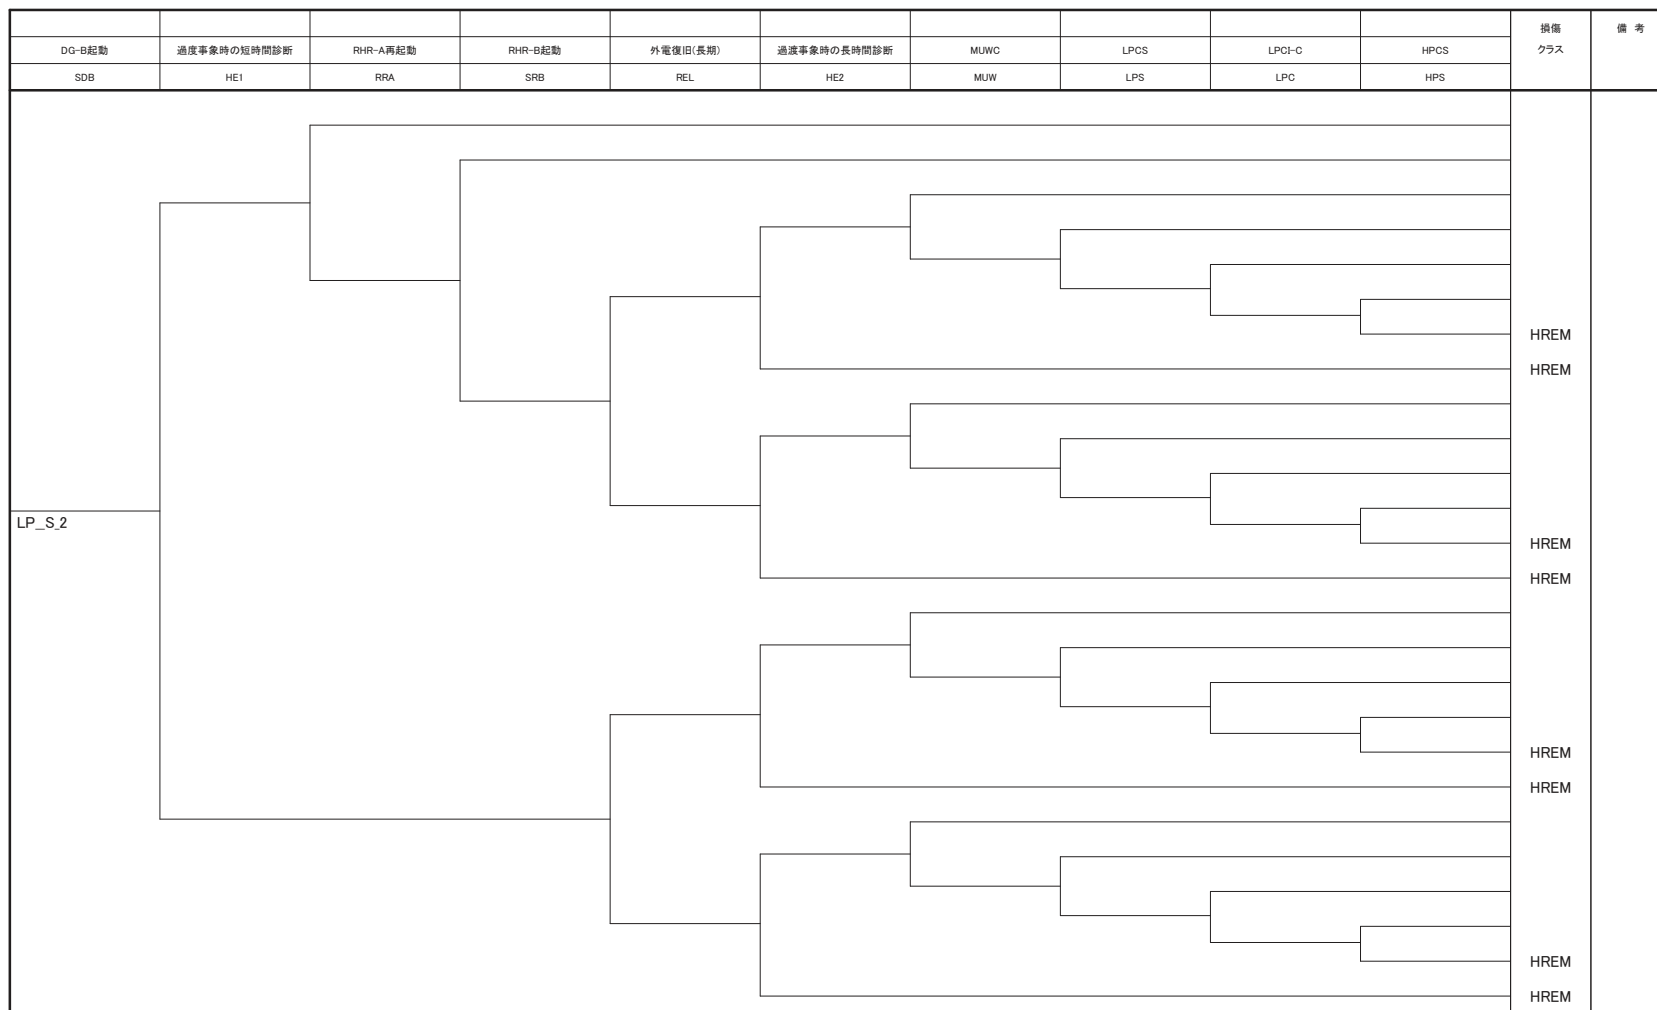 損傷 備 考
DG-B起動 過度事象時の短時間診断 RHR-A再起動 RHR-B起動 外電復旧(長期) 過渡事象時の長時間診断 MUWC LPCS LPCI-C HPCS クラス
SDB HE1 RRA SRB REL HE2 MUW LPS LPC HPS
HREM
HREM
LP_S_2
HREM
HREM
HREM
HREM
HREM
HREM